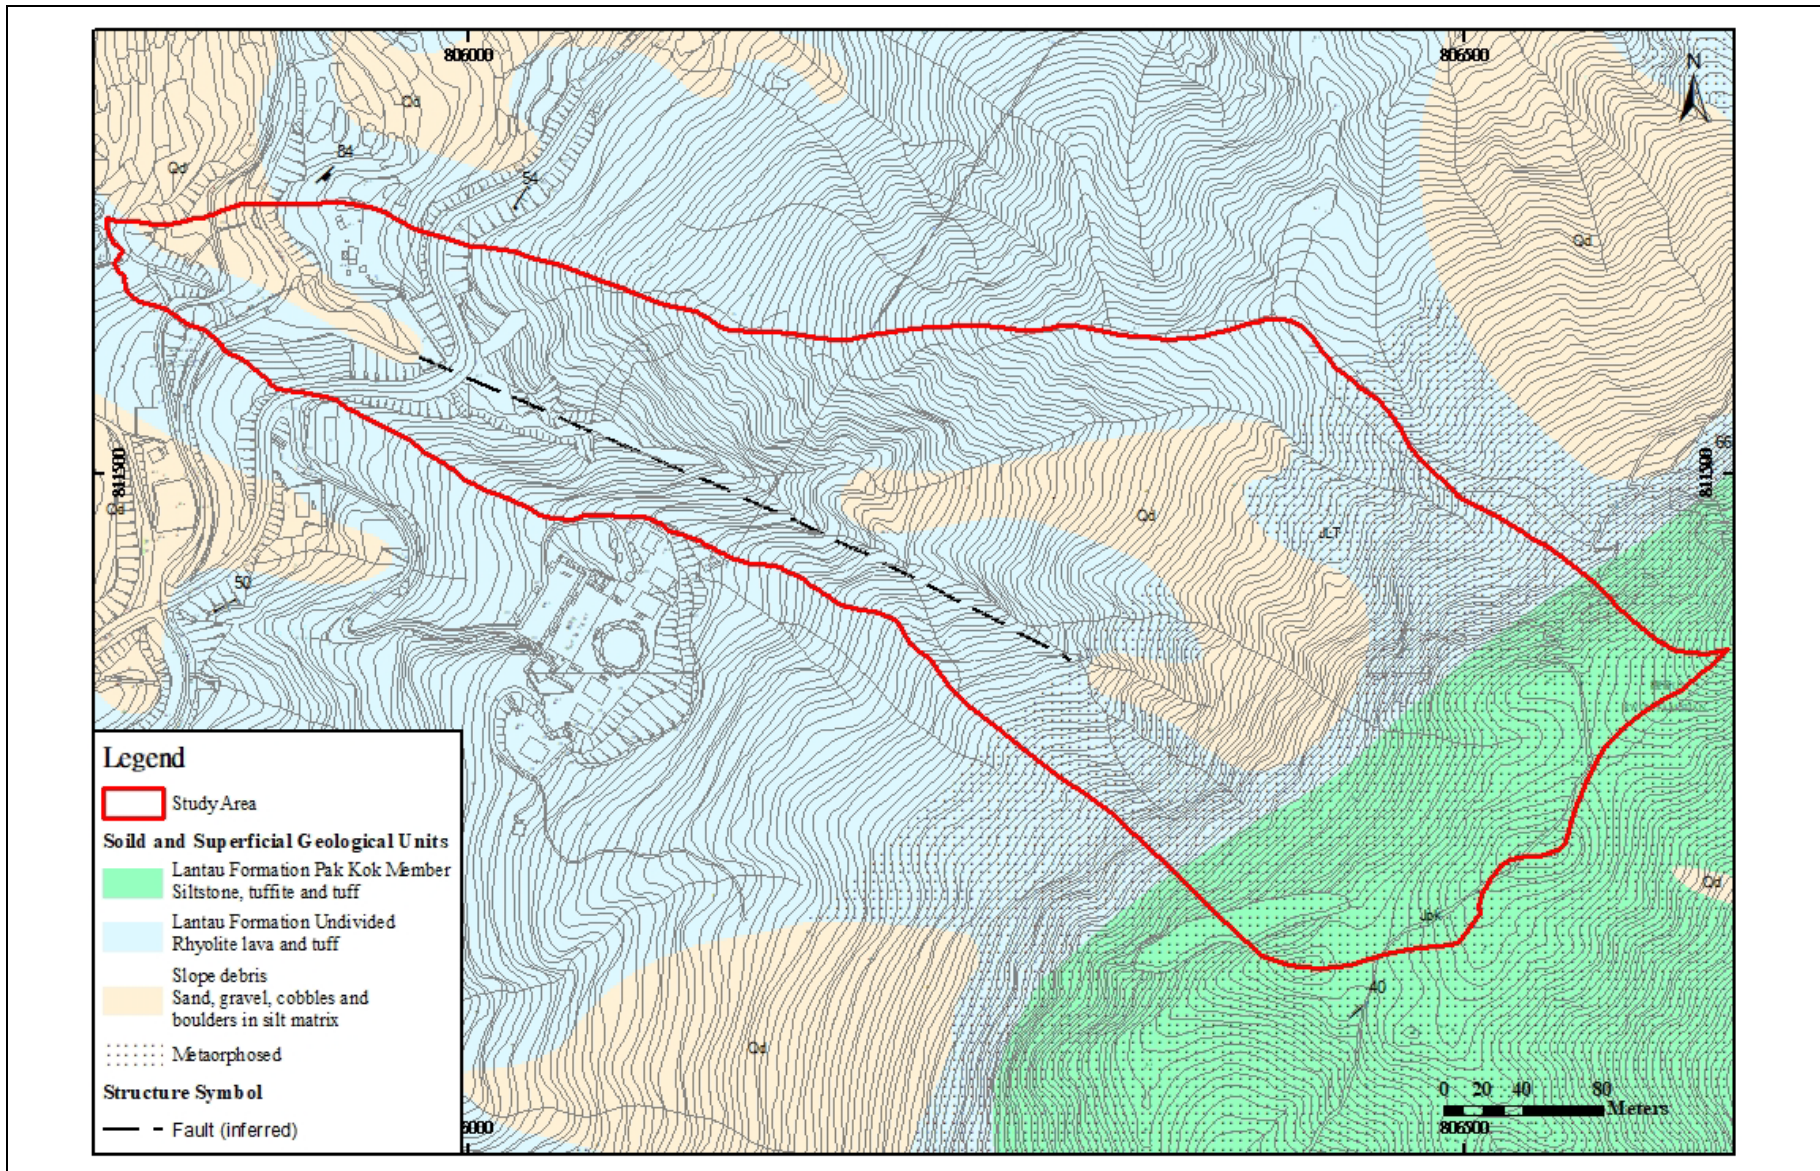 806000
806500
N
Qd
84
Qd
54
Qd
66
811500
811500
Qd
Qd
JLT
50
Jpk
Qd
40
Qd
0 20 40 80
Meters
806500
6000
Legend
Study Area
Soild and Superficial Geological Units
Lantau Formation Pak Kok Member
Siltstone, tuffite and tuff
Lantau Formation Undivided
Rhyolite lava and tuff
Slope debris
Sand, gravel, cobbles and
boulders in silt matrix
Metaorphosed
Structure Symbol
Fault (inferred)